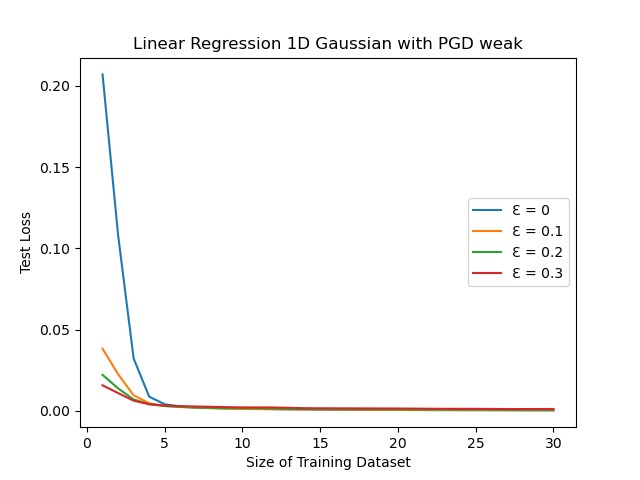 Linear Regression 1D Gaussian with PGD weak
0.20
0.15
0.10
0.05
0.00
Test Loss
Ɛ = 0
Ɛ = 0.1
Ɛ = 0.2
Ɛ = 0.3
0 5 10 15 20 25 30
Size of Training Dataset